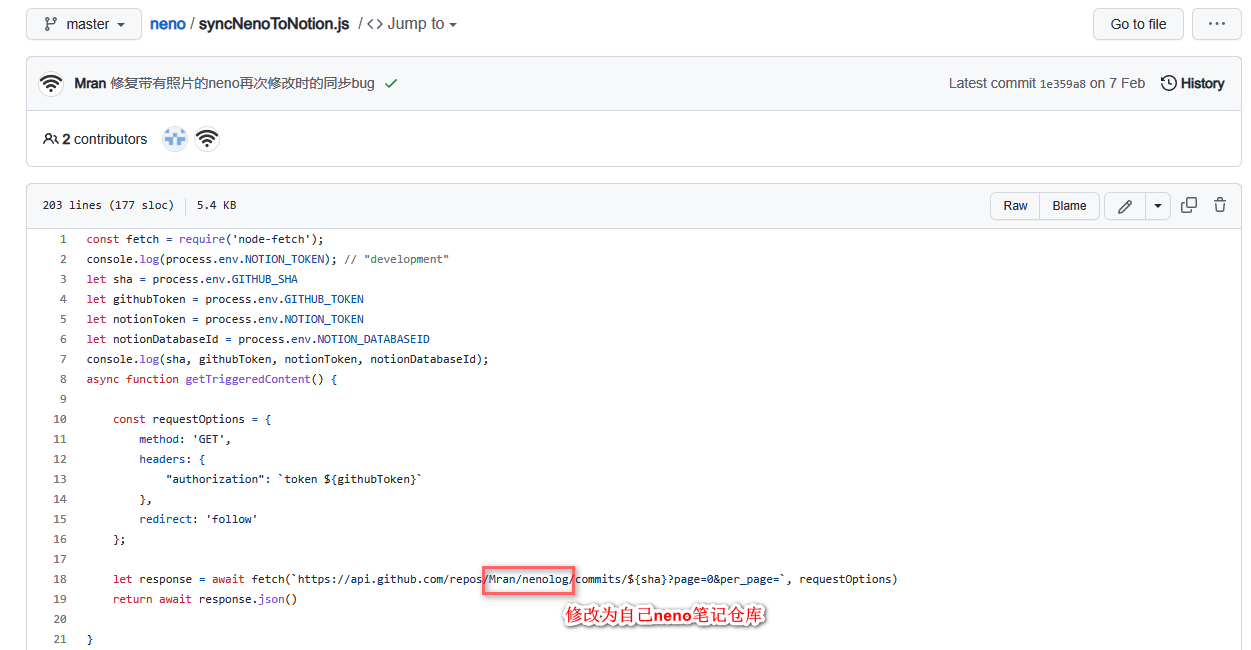 master neno / syncNenoToNotion.js / <> Jump to Go to file ...
Mran 修复带有照片的neno再次修改时的同步bug Latest commit 1e359a8 on 7 Feb History
2 contributors
203 lines (177 sloc) 5.4 KB Raw Blame
1 const fetch = require('node-fetch');
2 console.log(process.env.NOTION_TOKEN); // "development"
3 let sha = process.env.GITHUB_SHA
4 let githubToken = process.env.GITHUB_TOKEN
5 let notionToken = process.env.NOTION_TOKEN
6 let notionDatabaseId = process.env.NOTION_DATABASEID
7 console.log(sha, githubToken, notionToken, notionDatabaseId);
8 async function getTriggeredContent() {
9
10 const requestOptions = {
11 method: 'GET',
12 headers: {
13 "authorization": `token ${githubToken}`
14 },
15 redirect: 'follow'
16 };
17
18 let response = await fetch(`https://api.github.com/repos/Mran/nenolog/commits/${sha}?page=0&per_page=`, requestOptions)
19 return await response.json()
修改为自己neno笔记仓库
20
21 }